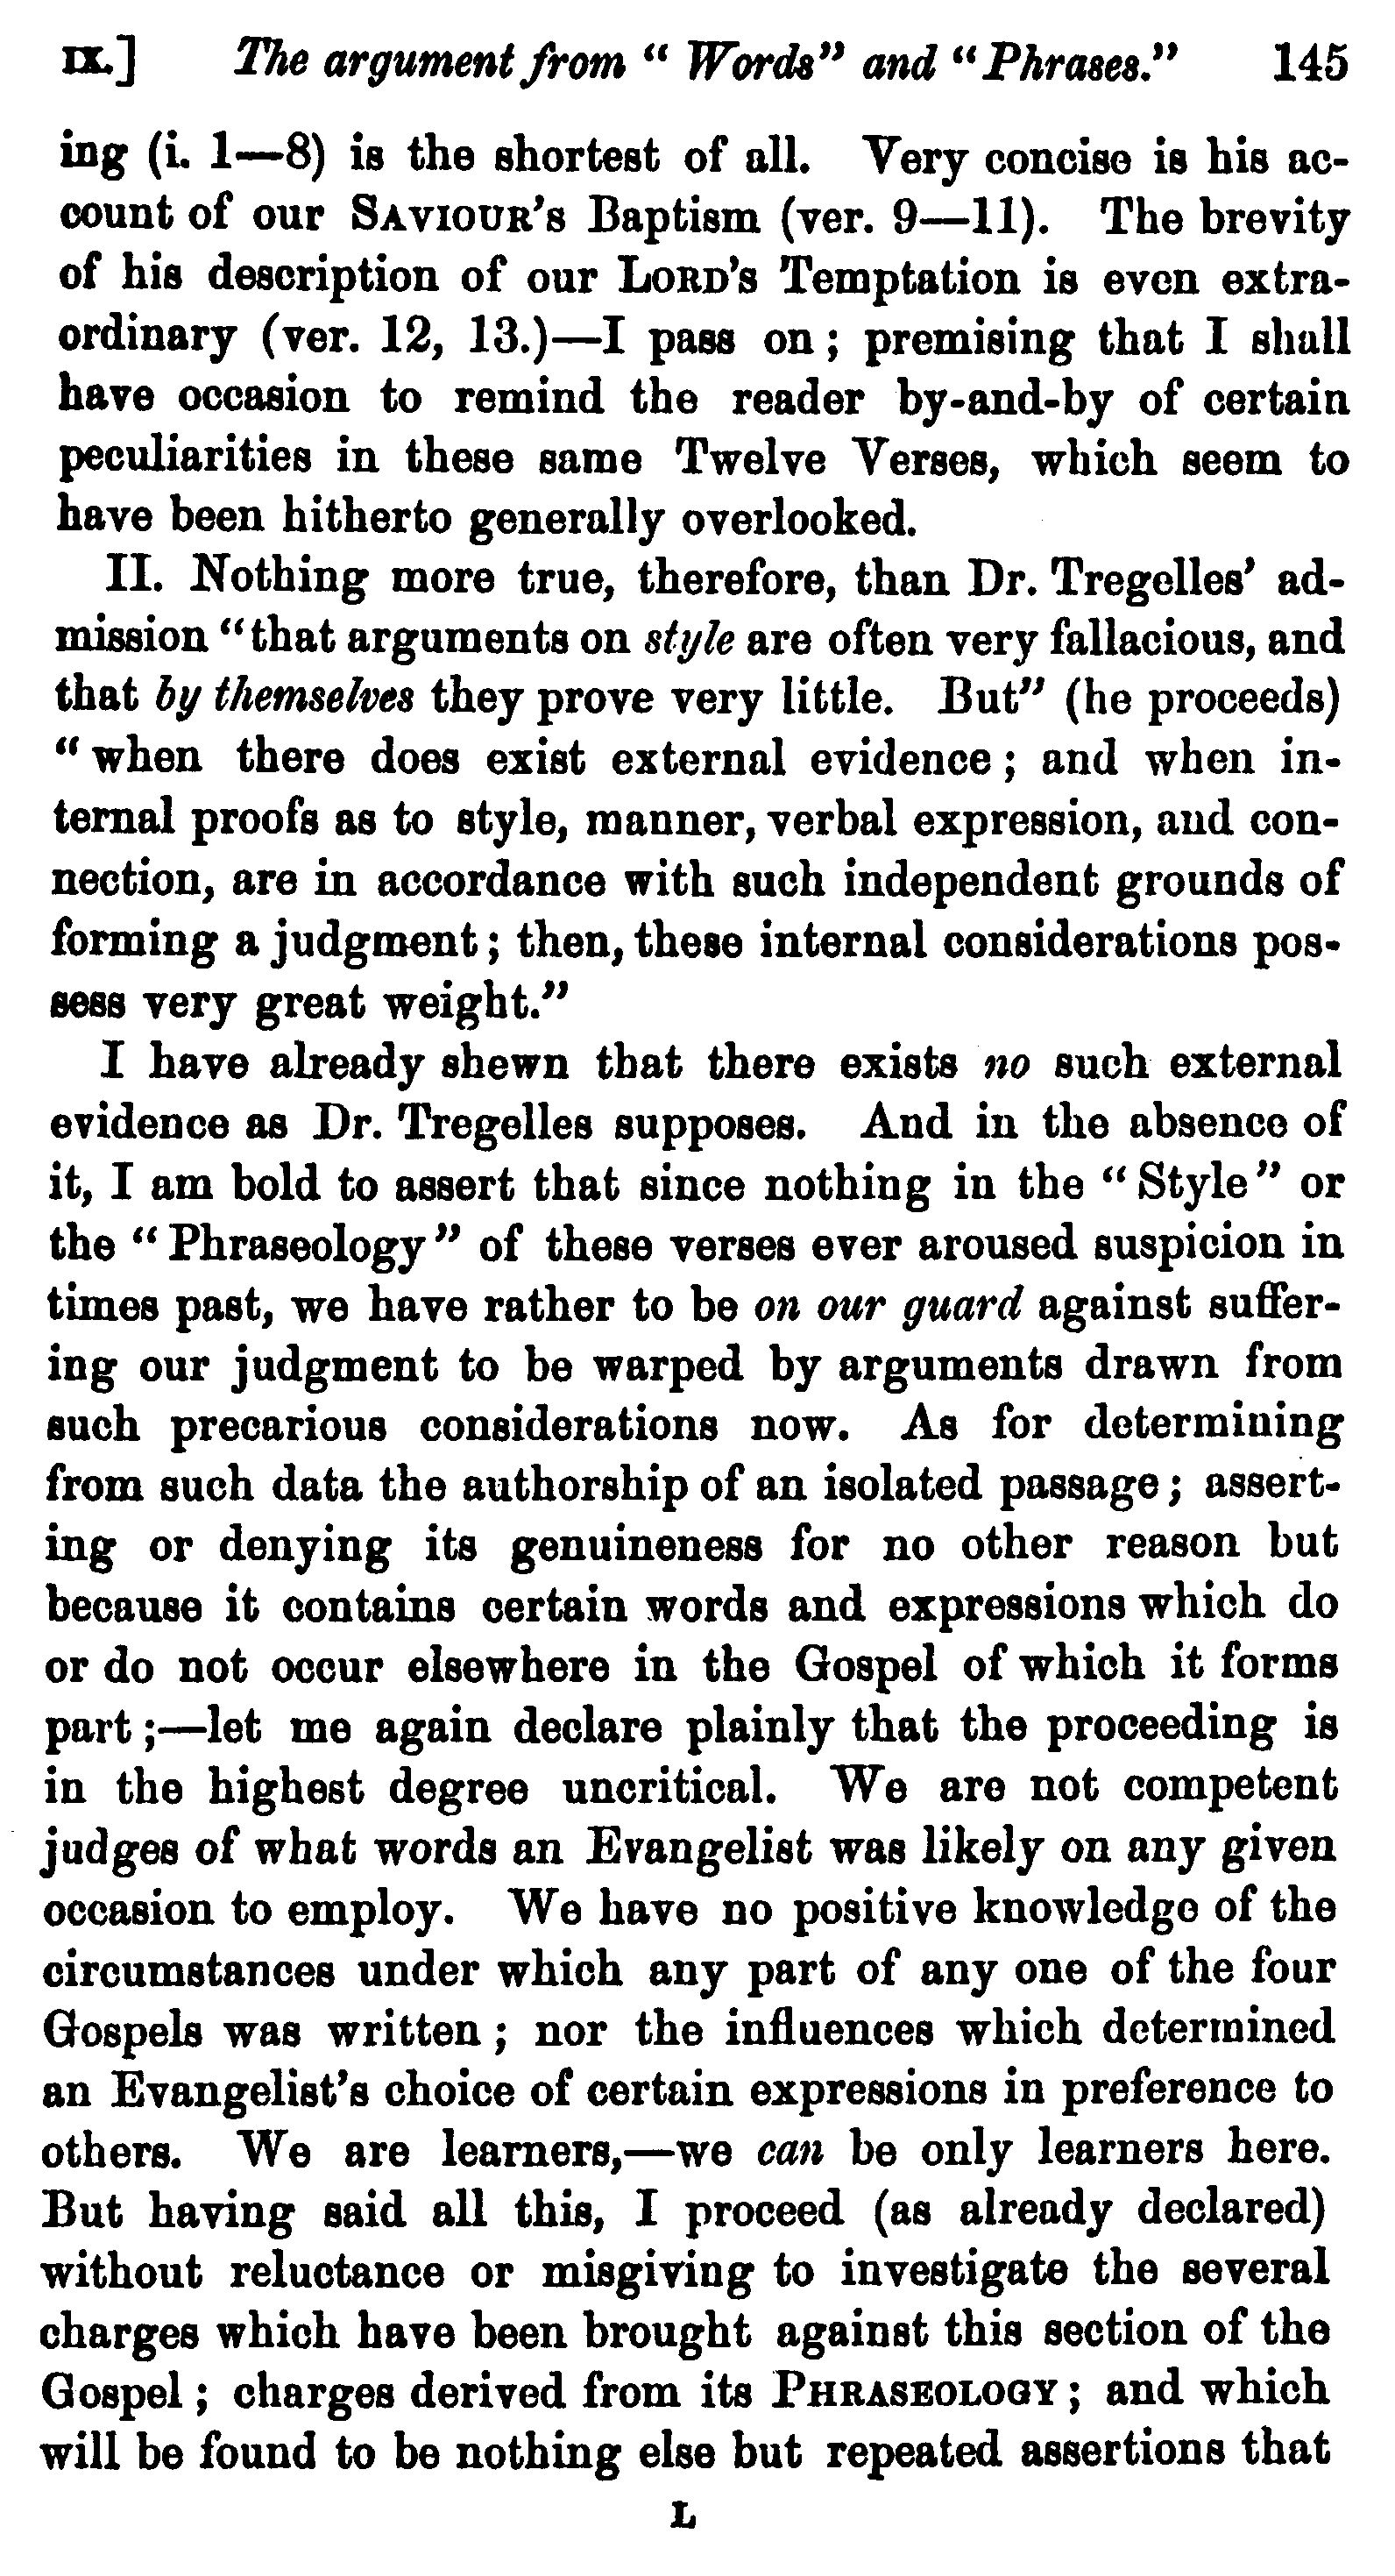 IX.] The argument from “Words” and “Phrases.” 145
ing (i. 1—8) is the shortest of all. Very concise is his ac-
count of our SAVIOUR’S Baptism (ver. 9—11). The brevity
of his description of our LORD’S Temptation is even extra-
ordinary (ver. 12, 13.)—I pass on; premising that I shall
have occasion to remind the reader by-and-by of certain
peculiarities in these same Twelve Verses, which seem to
have been hitherto generally overlooked.
II. Nothing more true, therefore, than Dr. Tregelles’ ad-
mission “that arguments on style are often very fallacious, and
that by themselves they prove very little. But” (he proceeds)
“when there does exist external evidence; and when in-
ternal proofs as to style, manner, verbal expression, and con-
nection, are in accordance with such independent grounds of
forming a judgment; then, these internal considerations pos-
sess very great weight.”
I have already shewn that there exists no such external
evidence as Dr. Tregelles supposes. And in the absence of
it, I am bold to assert that since nothing in the “Style” or
the “Phraseology” of these verses ever aroused suspicion in
times past, we have rather to be on our guard against suffer-
ing our judgment to be warped by arguments drawn from
such precarious considerations now. As for determining
from such data the authorship of an isolated passage; assert-
ing or denying its genuineness for no other reason but
because it contains certain words and expressions which do
or do not occur elsewhere in the Gospel of which it forms
part;—let me again declare plainly that the proceeding is
in the highest degree uncritical. We are not competent
judges of what words an Evangelist was likely on any given
occasion to employ. We have no positive knowledge of the
circumstances under which any part of any one of the four
Gospels was written; nor the influences which determined
an Evangelist’s choice of certain expressions in preference to
others. We are learners,—we can be only learners here.
But having said all this, I proceed (as already declared)
without reluctance or misgiving to investigate the several
charges which have been brought against this section of the
Gospel; charges derived from its PHRASEOLOGY; and which
will be found to be nothing else but repeated assertions that
L